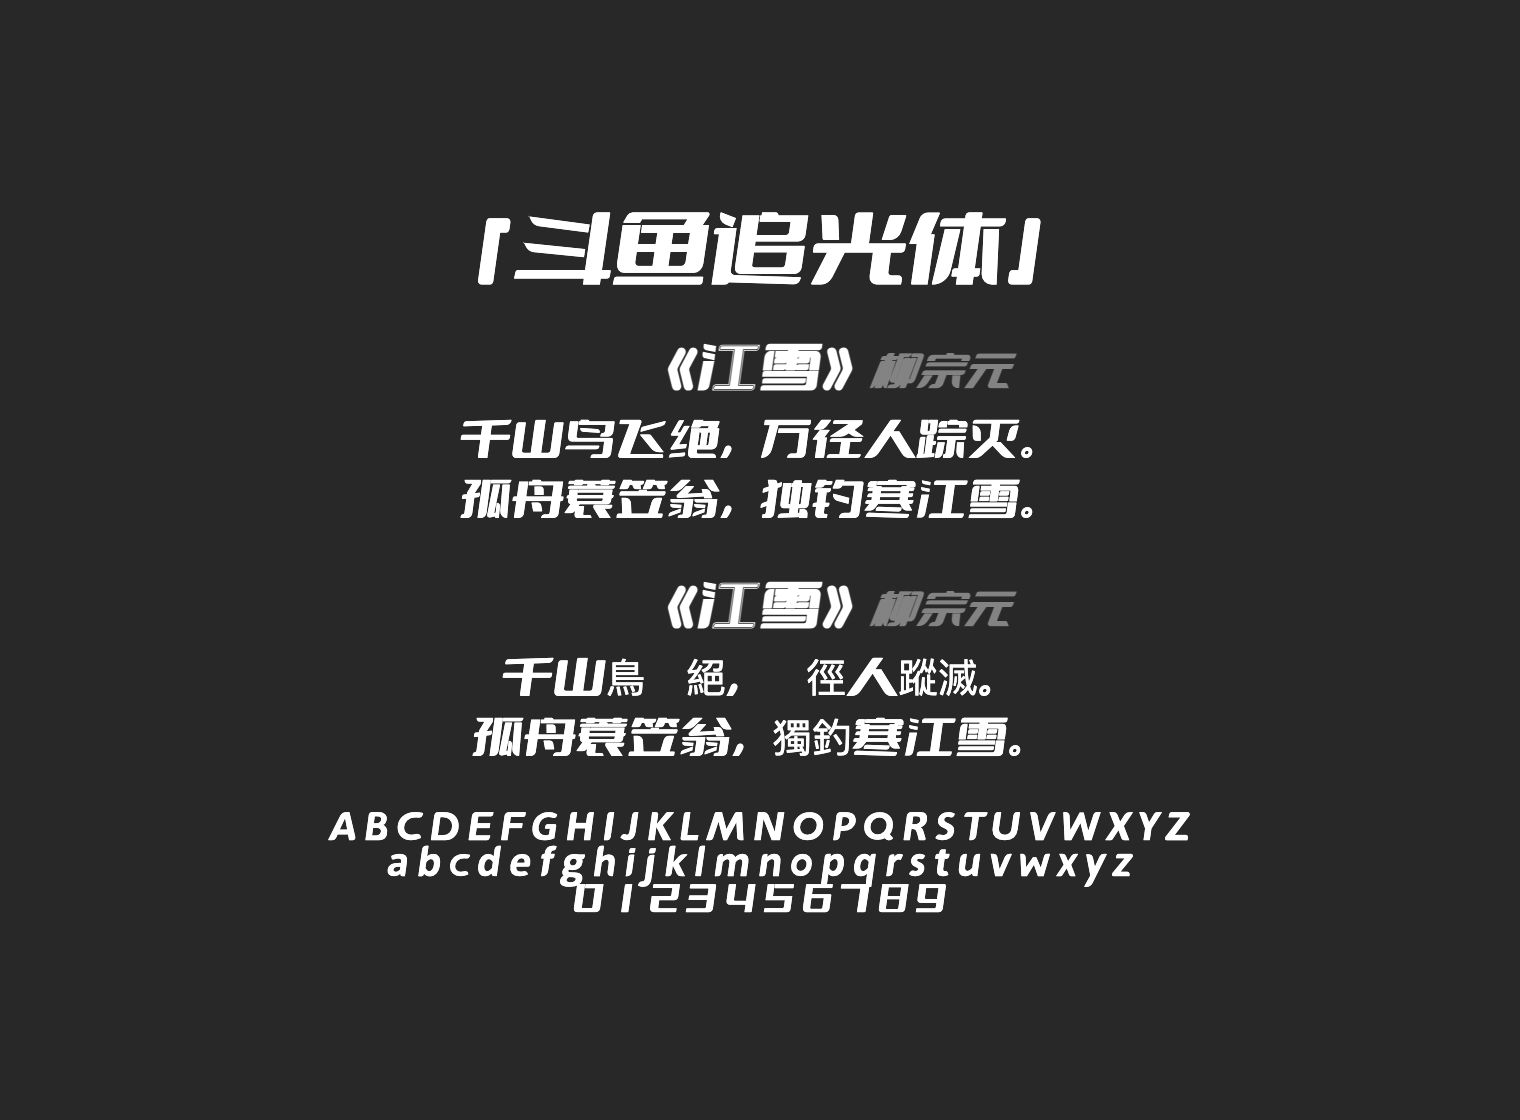 「斗鱼追光体」
《江雪》柳宗元
千山鸟飞绝，万径人踪灭。
孤舟蓑笠翁，独钓寒江雪。
《江雪》柳宗元
千山鳥 絕， 徑人蹤滅。
孤舟蓑笠翁，獨釣寒江雪。
ABCDEFGHIJKLMNOPQRSTUVWXYZ
abcdefghijklmnopqrstuvwxyz
0123456789